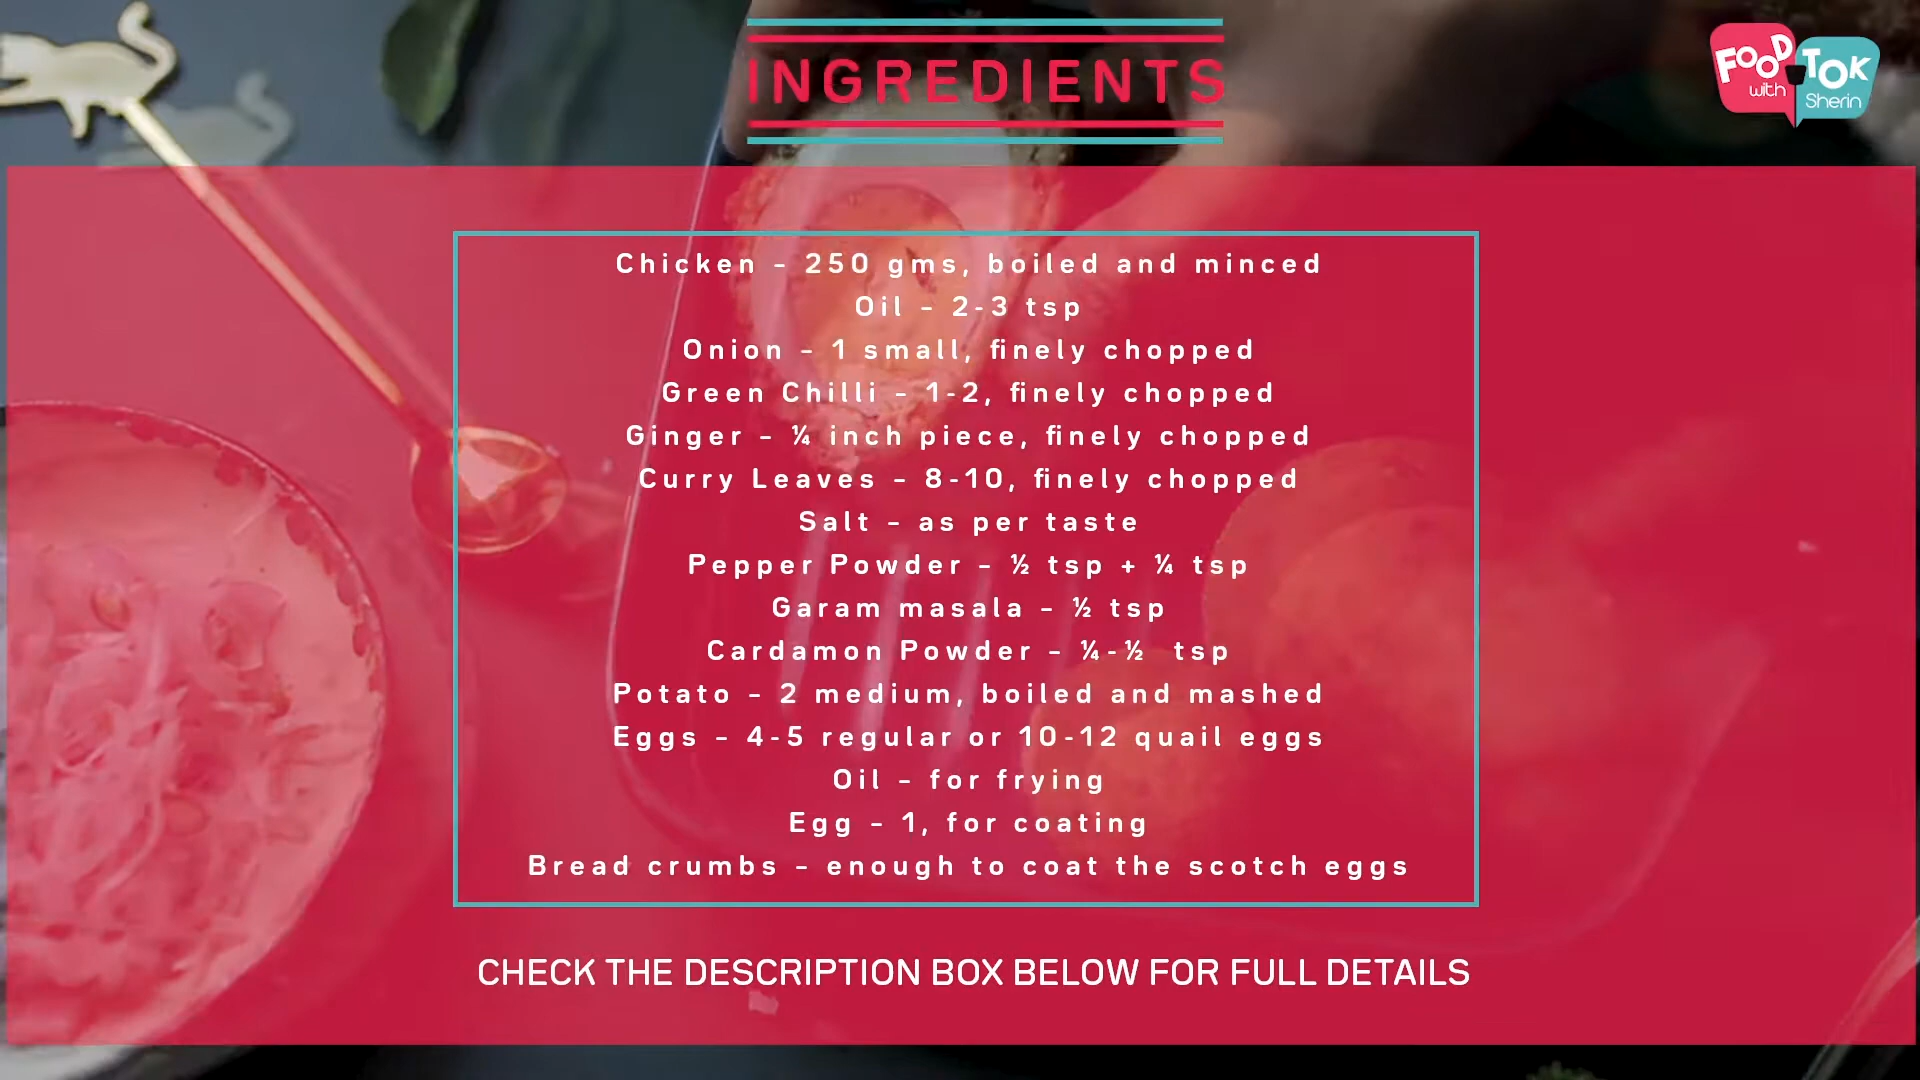 INGREDIENTS
FOOD TOK
with Sherin
Chicken - 250 gms, boiled and minced
Oil - 2-3 tsp
Onion - 1 small, finely chopped
Green Chilli - 1-2, finely chopped
Ginger - ¼ inch piece, finely chopped
Curry Leaves - 8-10, finely chopped
Salt - as per taste
Pepper Powder - ½ tsp + ¼ tsp
Garam masala - ½ tsp
Cardamon Powder - ¼-½ tsp
Potato - 2 medium, boiled and mashed
Eggs - 4-5 regular or 10-12 quail eggs
Oil - for frying
Egg - 1, for coating
Bread crumbs - enough to coat the scotch eggs
CHECK THE DESCRIPTION BOX BELOW FOR FULL DETAILS